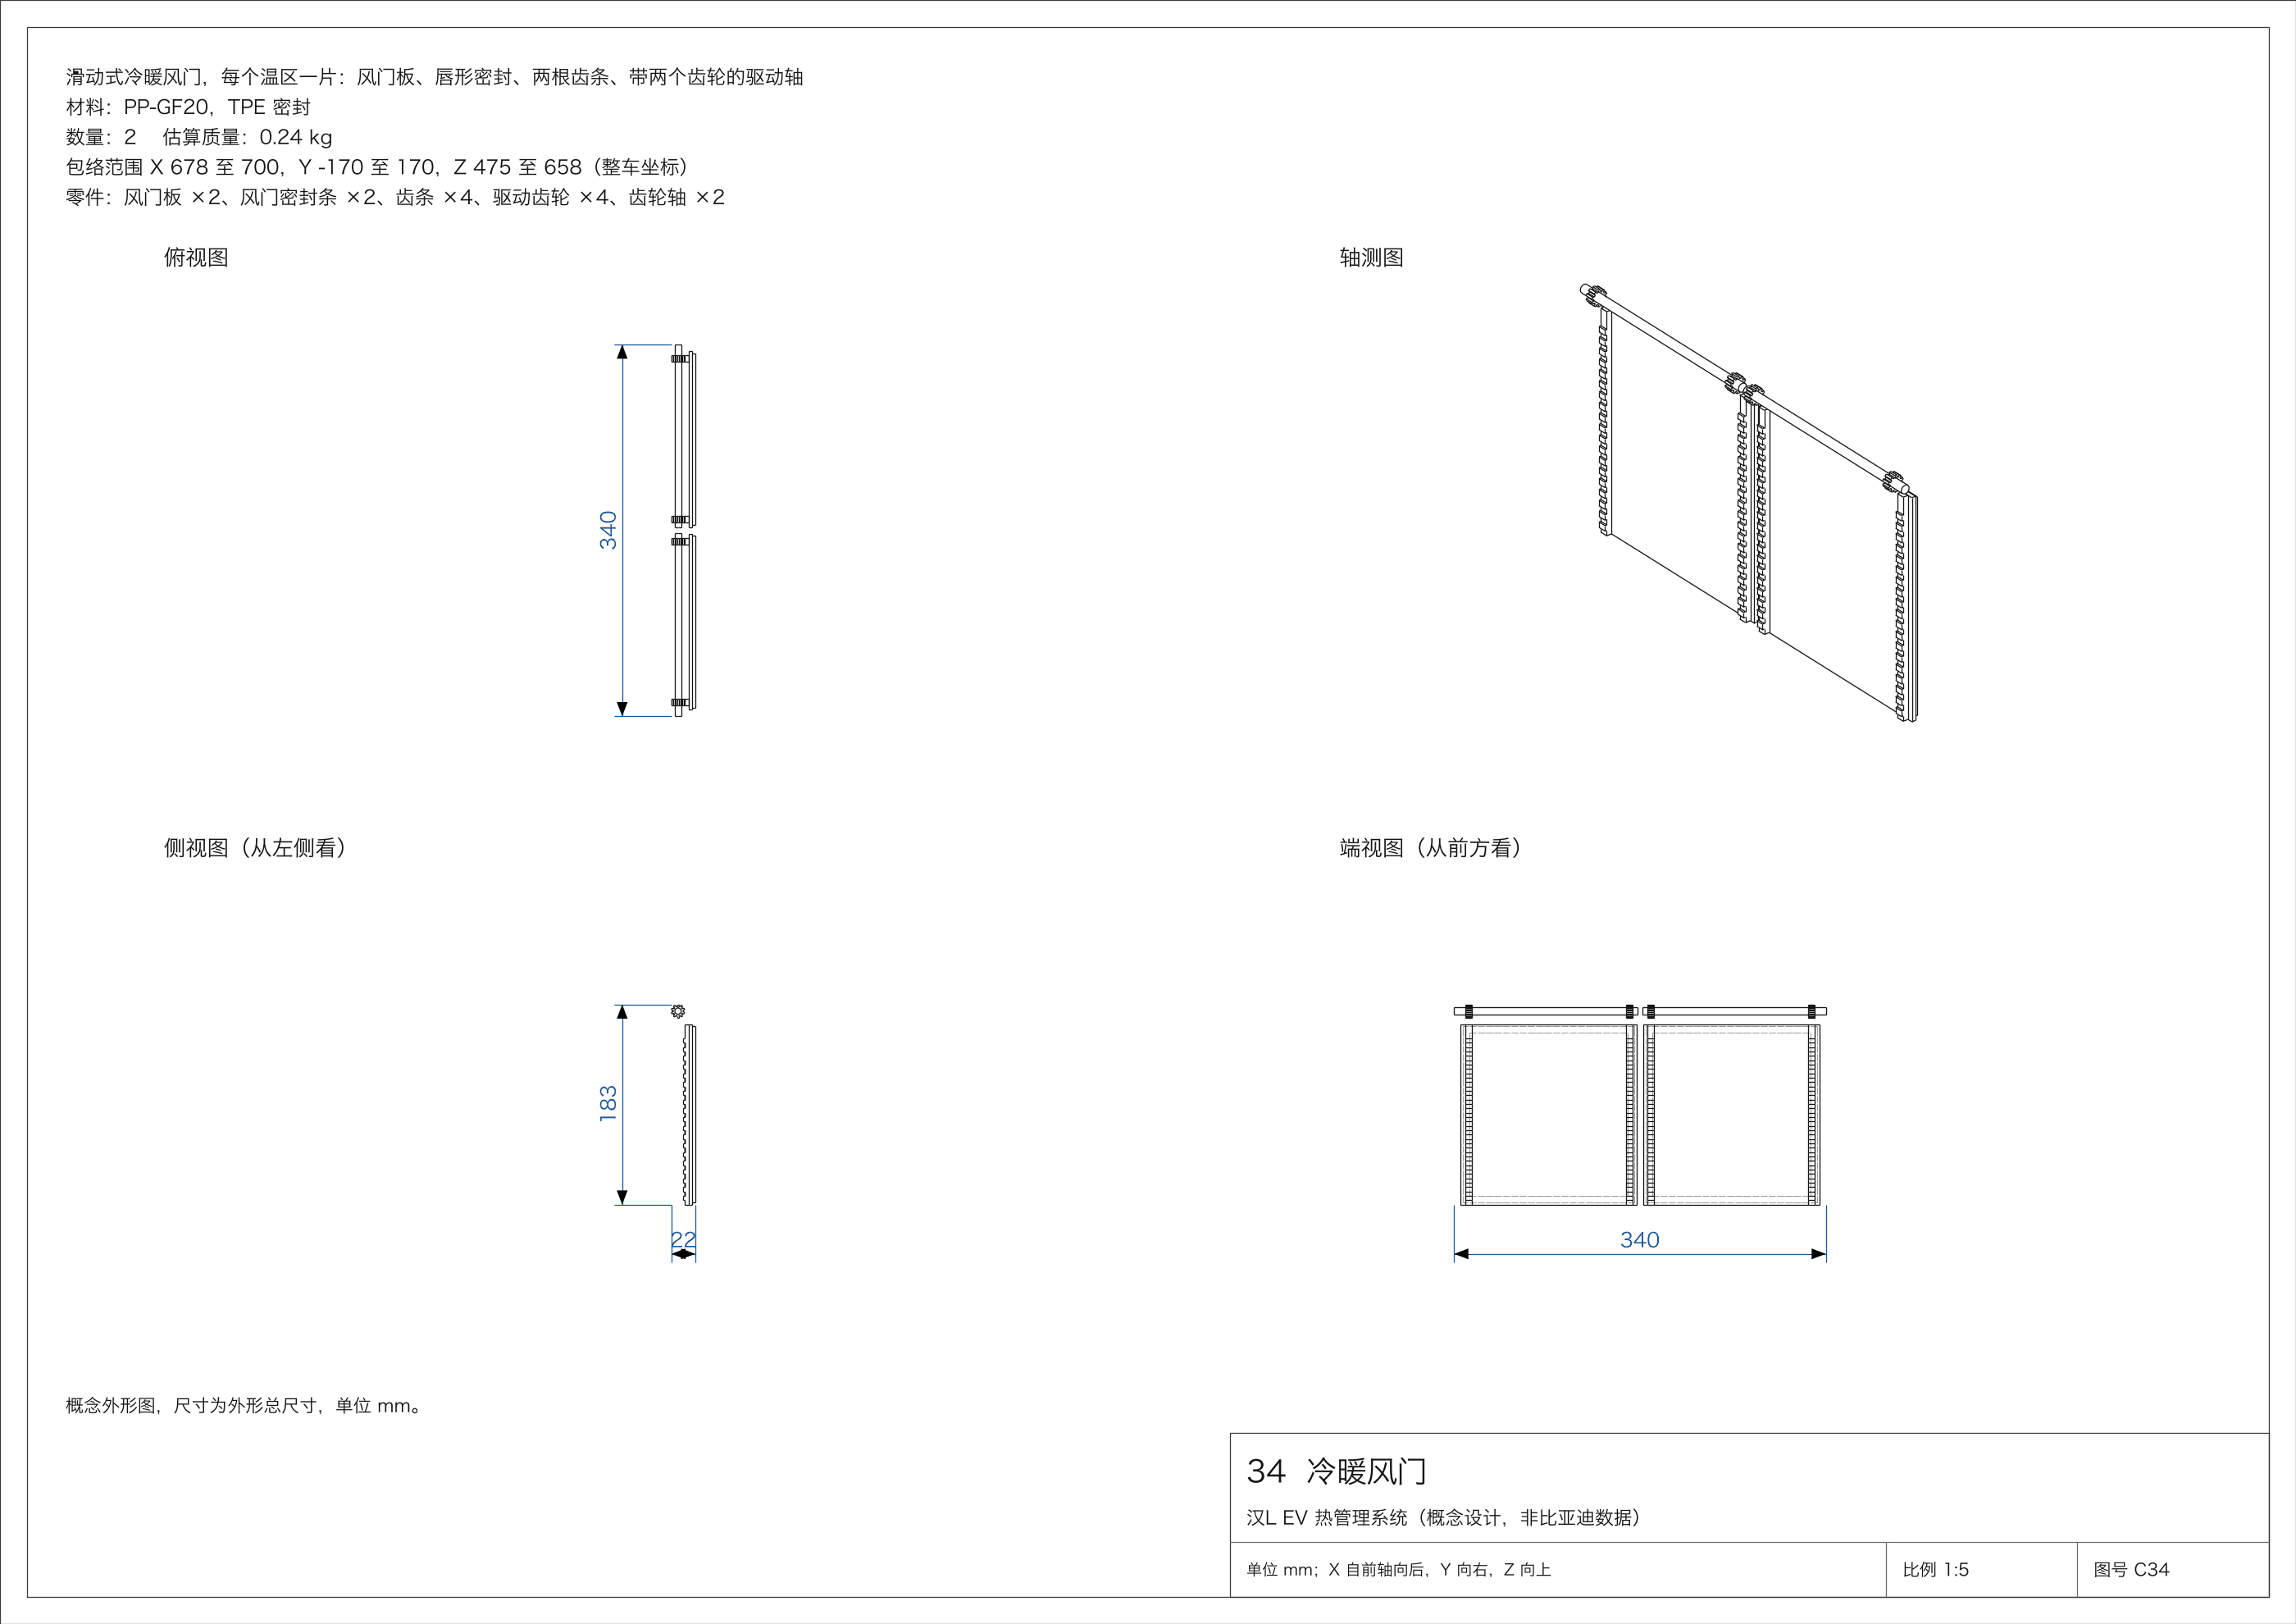 滑动式冷暖风门，每个温区一片：风门板、唇形密封、两根齿条、带两个齿轮的驱动轴
材料：PP-GF20，TPE 密封
数量：2 估算质量：0.24 kg
包络范围 X 678 至 700，Y -170 至 170，Z 475 至 658（整车坐标）
零件：风门板 ×2、风门密封条 ×2、齿条 ×4、驱动齿轮 ×4、齿轮轴 ×2
俯视图
轴测图
340
侧视图（从左侧看）
端视图（从前方看）
183
22
340
概念外形图，尺寸为外形总尺寸，单位 mm。
34 冷暖风门
汉L EV 热管理系统（概念设计，非比亚迪数据）
单位 mm；X 自前轴向后，Y 向右，Z 向上
比例 1:5
图号 C34